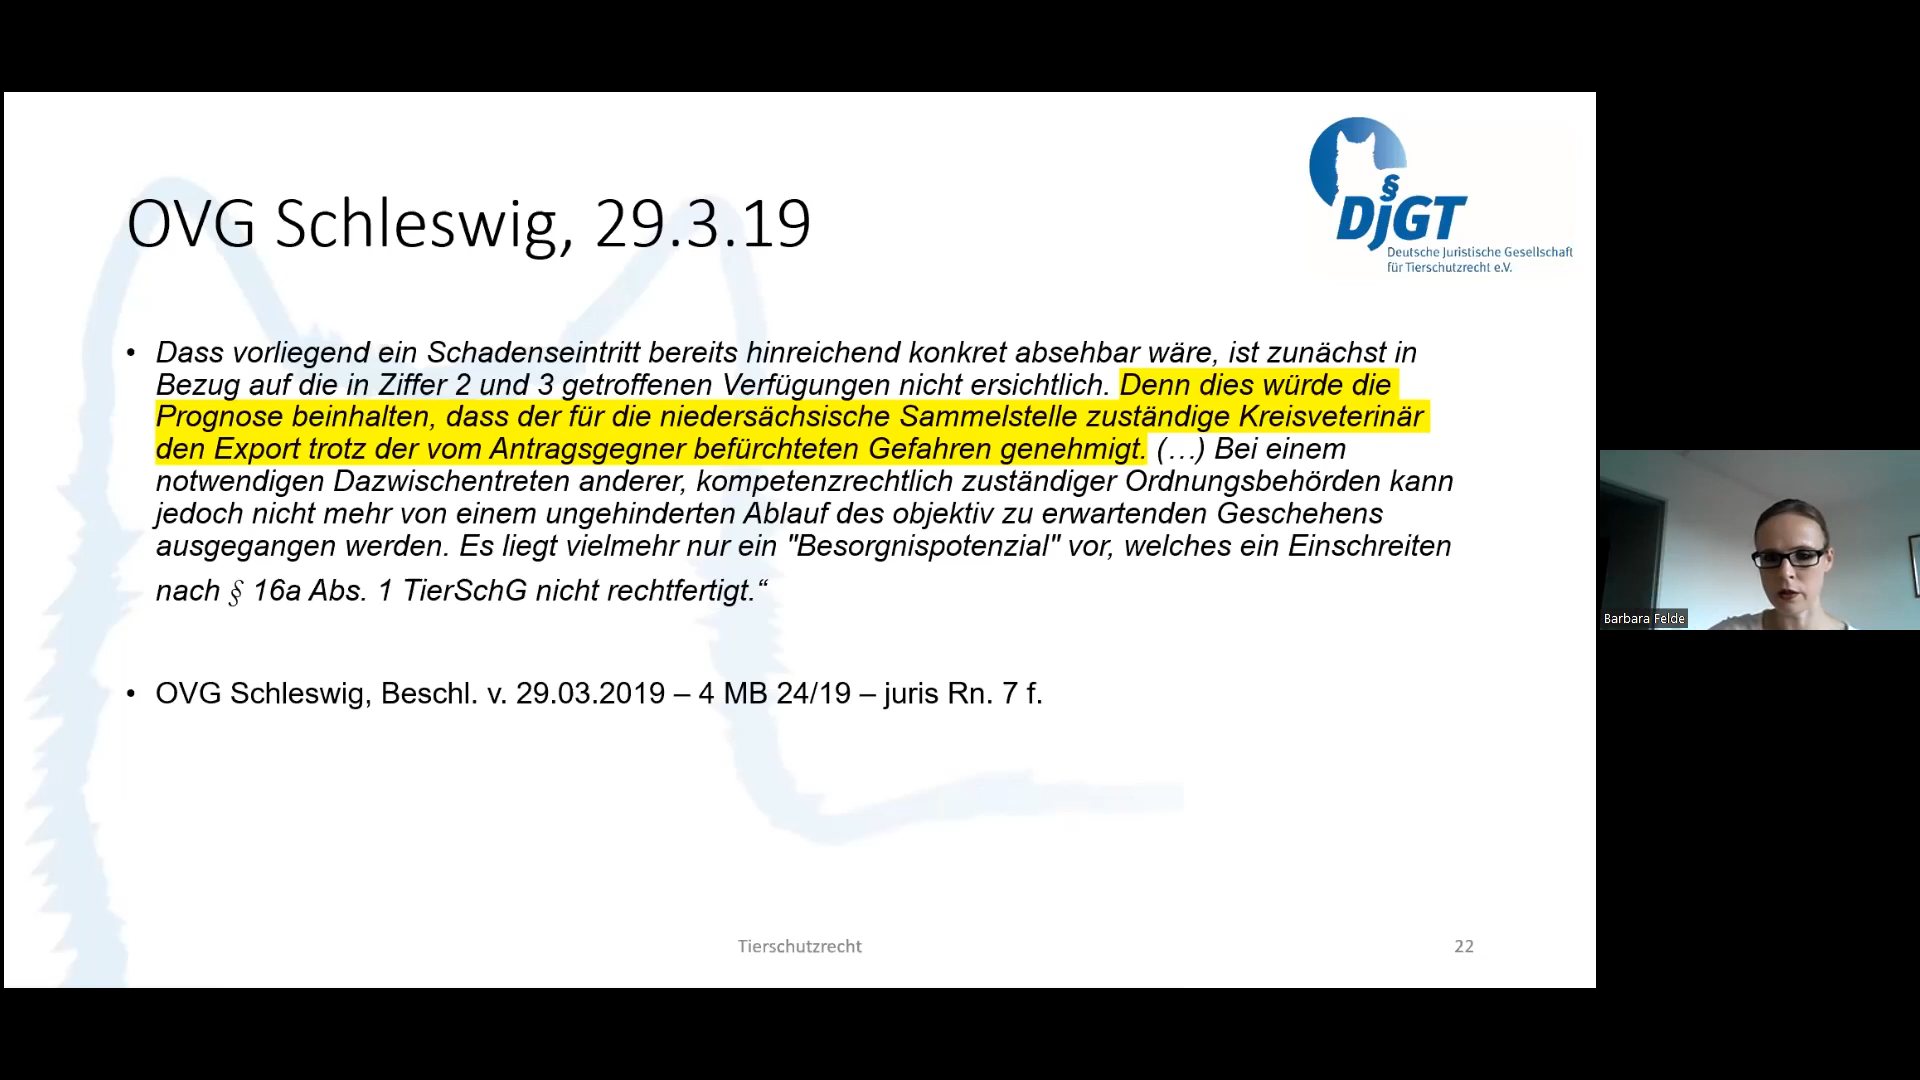 OVG Schleswig, 29.3.19
§
DJGT
Deutsche Juristische Gesellschaft
für Tierschutzrecht e.V.
• Dass vorliegend ein Schadenseintritt bereits hinreichend konkret absehbar wäre, ist zunächst in
Bezug auf die in Ziffer 2 und 3 getroffenen Verfügungen nicht ersichtlich. Denn dies würde die
Prognose beinhalten, dass der für die niedersächsische Sammelstelle zuständige Kreisveterinär
den Export trotz der vom Antragsgegner befürchteten Gefahren genehmigt. (…) Bei einem
notwendigen Dazwischentreten anderer, kompetenzrechtlich zuständiger Ordnungsbehörden kann
jedoch nicht mehr von einem ungehinderten Ablauf des objektiv zu erwartenden Geschehens
ausgegangen werden. Es liegt vielmehr nur ein "Besorgnispotenzial" vor, welches ein Einschreiten
nach § 16a Abs. 1 TierSchG nicht rechtfertigt.“
• OVG Schleswig, Beschl. v. 29.03.2019 – 4 MB 24/19 – juris Rn. 7 f.
Tierschutzrecht
22
Barbara Felde